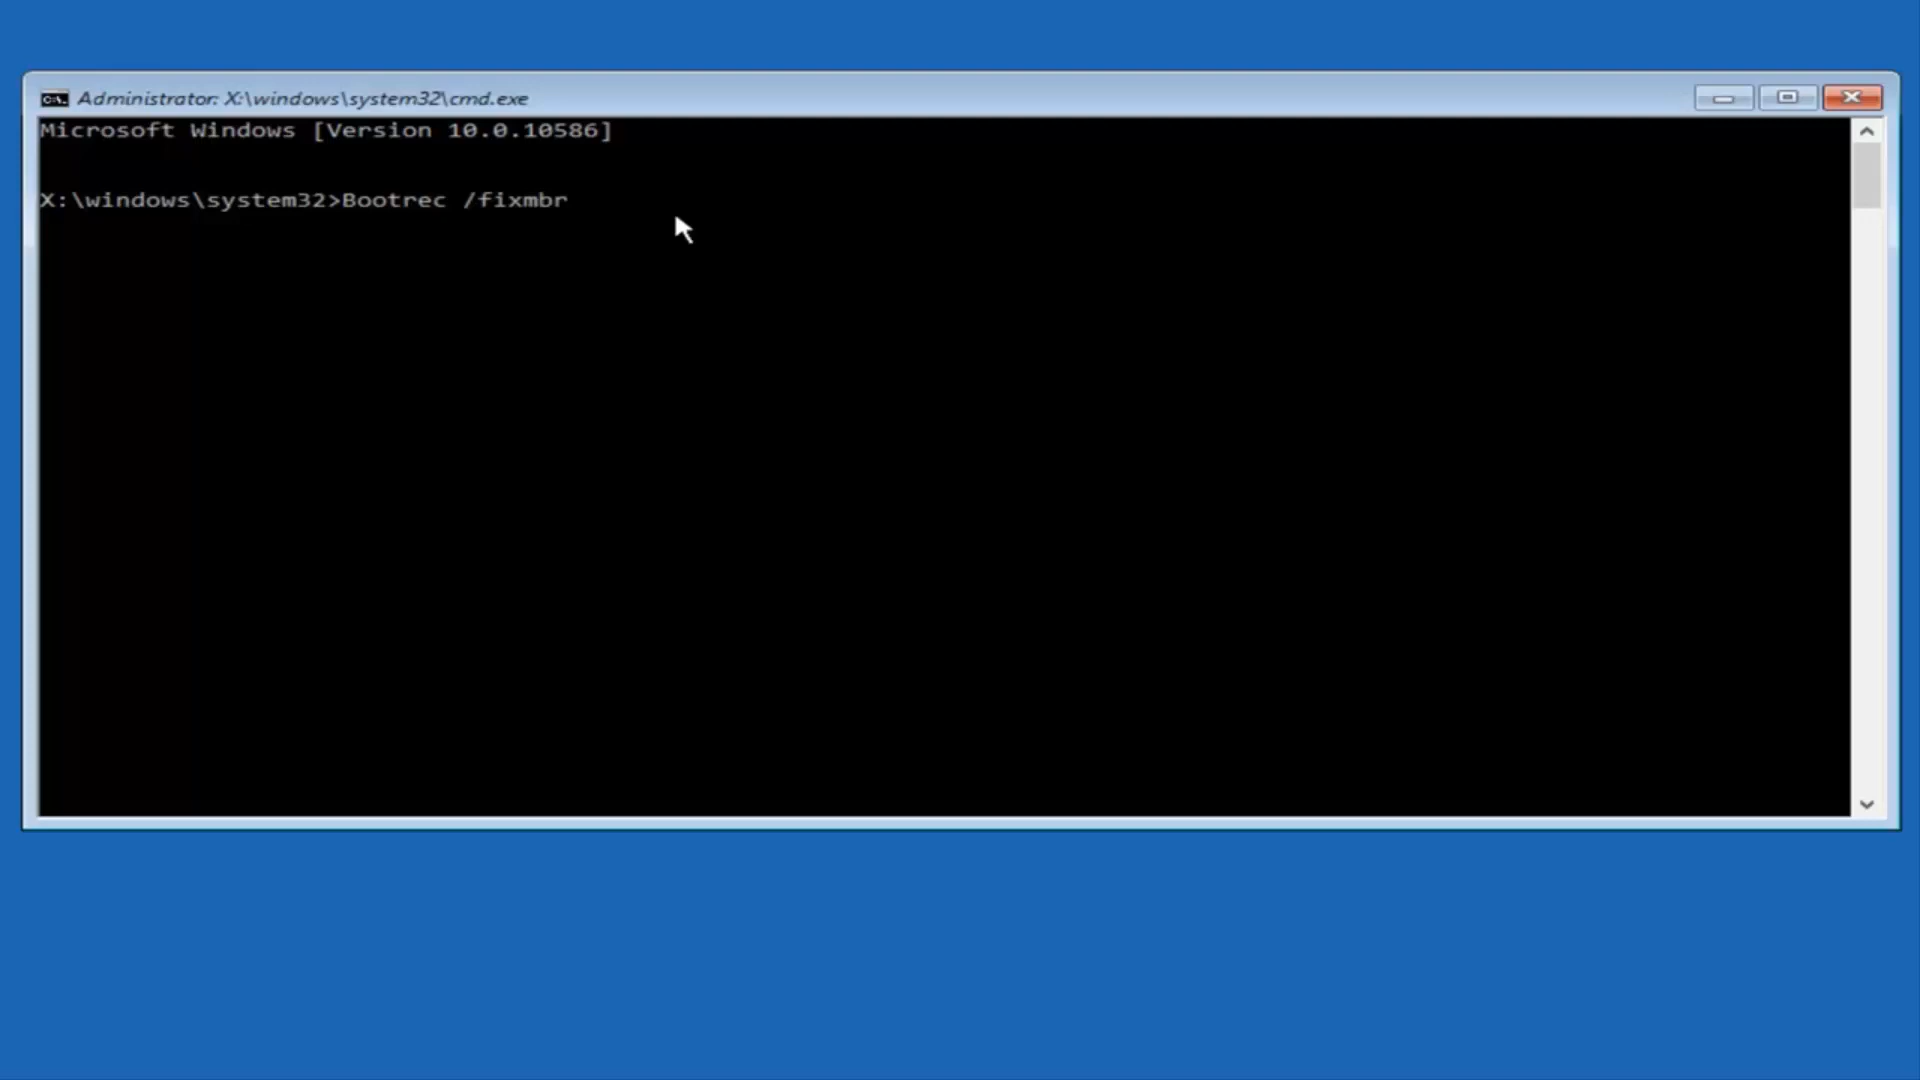 Administrator: X:\windows\system32\cmd.exe
Microsoft Windows [Version 10.0.10586]
X:\windows\system32>Bootrec /fixmbr